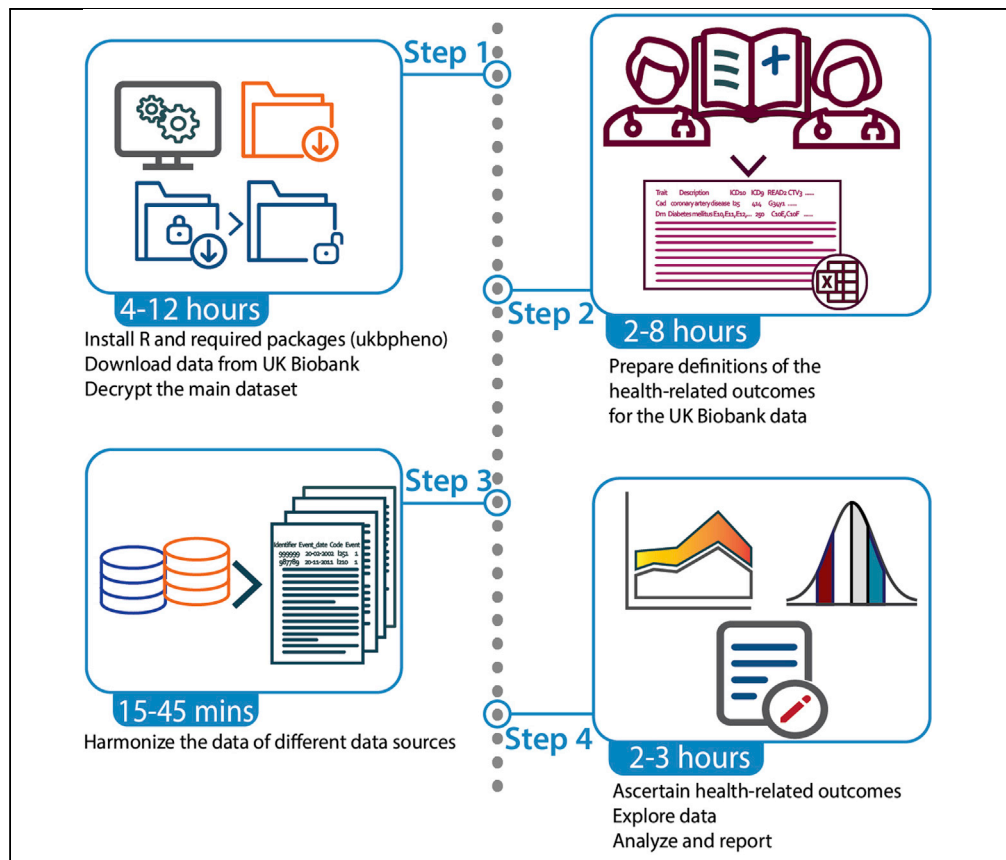 Step 1
4-12 hours
Install R and required packages (ukbpheno)
Download data from UK Biobank
Decrypt the main dataset
Trait Description ICD10 ICD9 READ2 CTV3 ......
Cad coronary artery disease I25 414 G34y1 ......
Dm Diabetes mellitus E10,E11,E12,... 250 C10E,C10F ......
X
Step 2
2-8 hours
Prepare definitions of the
health-related outcomes
for the UK Biobank data
Step 3
Identifier Event_date Code Event
999999 20-02-2002 I251 1
987789 20-11-2011 I210 1
15-45 mins
Harmonize the data of different data sources
Step 4
2-3 hours
Ascertain health-related outcomes
Explore data
Analyze and report